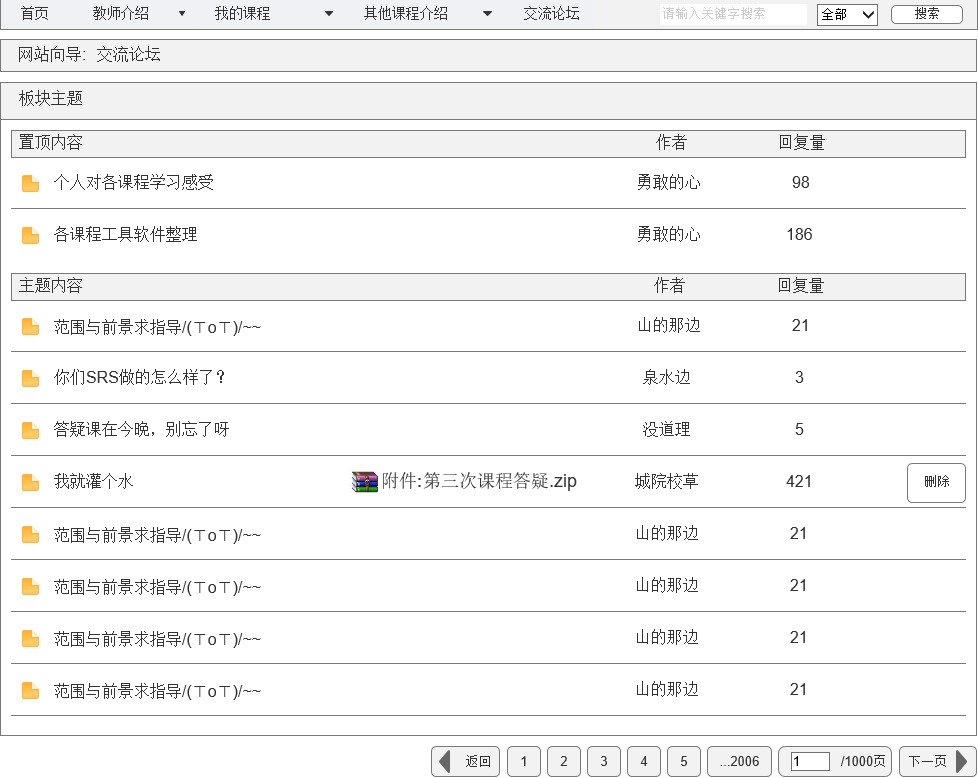 首页 教师介绍 我的课程 其他课程介绍 交流论坛 请输入关键字搜索 全部 搜索
网站向导: 交流论坛
板块主题
置顶内容 作者 回复量
个人对各课程学习感受 勇敢的心 98
各课程工具软件整理 勇敢的心 186
主题内容 作者 回复量
范围与前景求指导/(ㄒoㄒ)/~~ 山的那边 21
你们SRS做的怎么样了？ 泉水边 3
答疑课在今晚，别忘了呀 没道理 5
我就灌个水 附件:第三次课程答疑.zip 城院校草 421 删除
范围与前景求指导/(ㄒoㄒ)/~~ 山的那边 21
范围与前景求指导/(ㄒoㄒ)/~~ 山的那边 21
范围与前景求指导/(ㄒoㄒ)/~~ 山的那边 21
范围与前景求指导/(ㄒoㄒ)/~~ 山的那边 21
返回 1 2 3 4 5 ...2006 1 /1000页 下一页